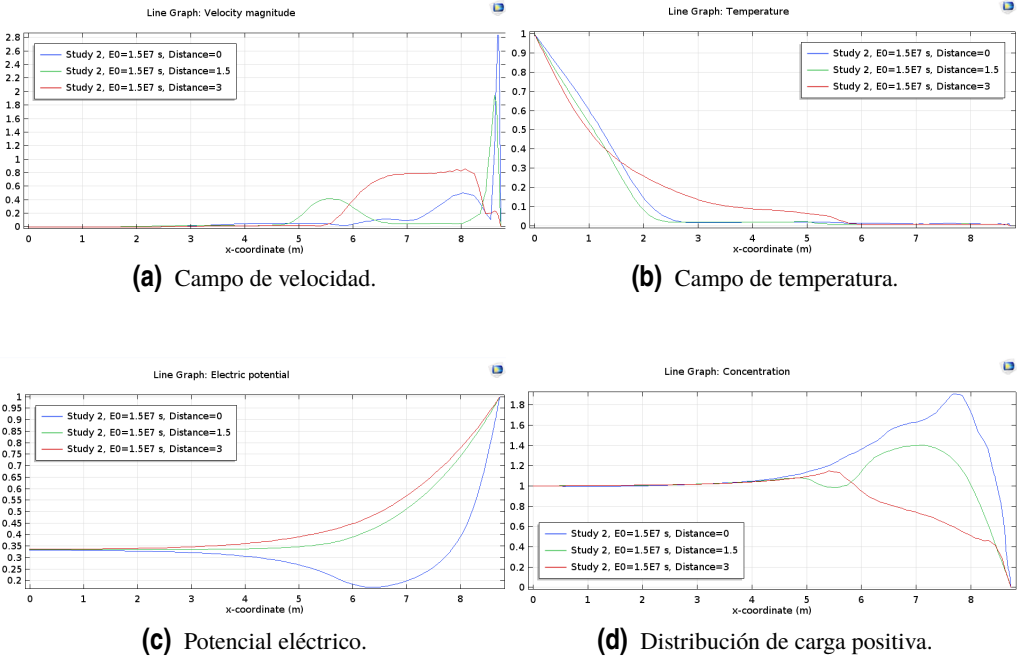 Line Graph: Velocity magnitude
2.8
2.6
2.4
2.2
2
1.8
1.6
1.4
1.2
1
0.8
0.6
0.4
0.2
0
Study 2, E0=1.5E7 s, Distance=0
Study 2, E0=1.5E7 s, Distance=1.5
Study 2, E0=1.5E7 s, Distance=3
0 1 2 3 4 5 6 7 8
x-coordinate (m)
(a) Campo de velocidad.
Line Graph: Temperature
1
0.9
0.8
0.7
0.6
0.5
0.4
0.3
0.2
0.1
0
Study 2, E0=1.5E7 s, Distance=0
Study 2, E0=1.5E7 s, Distance=1.5
Study 2, E0=1.5E7 s, Distance=3
0 1 2 3 4 5 6 7 8
x-coordinate (m)
(b) Campo de temperatura.
Line Graph: Electric potential
1
0.95
0.9
0.85
0.8
0.75
0.7
0.65
0.6
0.55
0.5
0.45
0.4
0.35
0.3
0.25
0.2
Study 2, E0=1.5E7 s, Distance=0
Study 2, E0=1.5E7 s, Distance=1.5
Study 2, E0=1.5E7 s, Distance=3
0 1 2 3 4 5 6 7 8
x-coordinate (m)
(c) Potencial eléctrico.
Line Graph: Concentration
1.8
1.6
1.4
1.2
1
0.8
0.6
0.4
0.2
0
Study 2, E0=1.5E7 s, Distance=0
Study 2, E0=1.5E7 s, Distance=1.5
Study 2, E0=1.5E7 s, Distance=3
0 1 2 3 4 5 6 7 8
x-coordinate (m)
(d) Distribución de carga positiva.